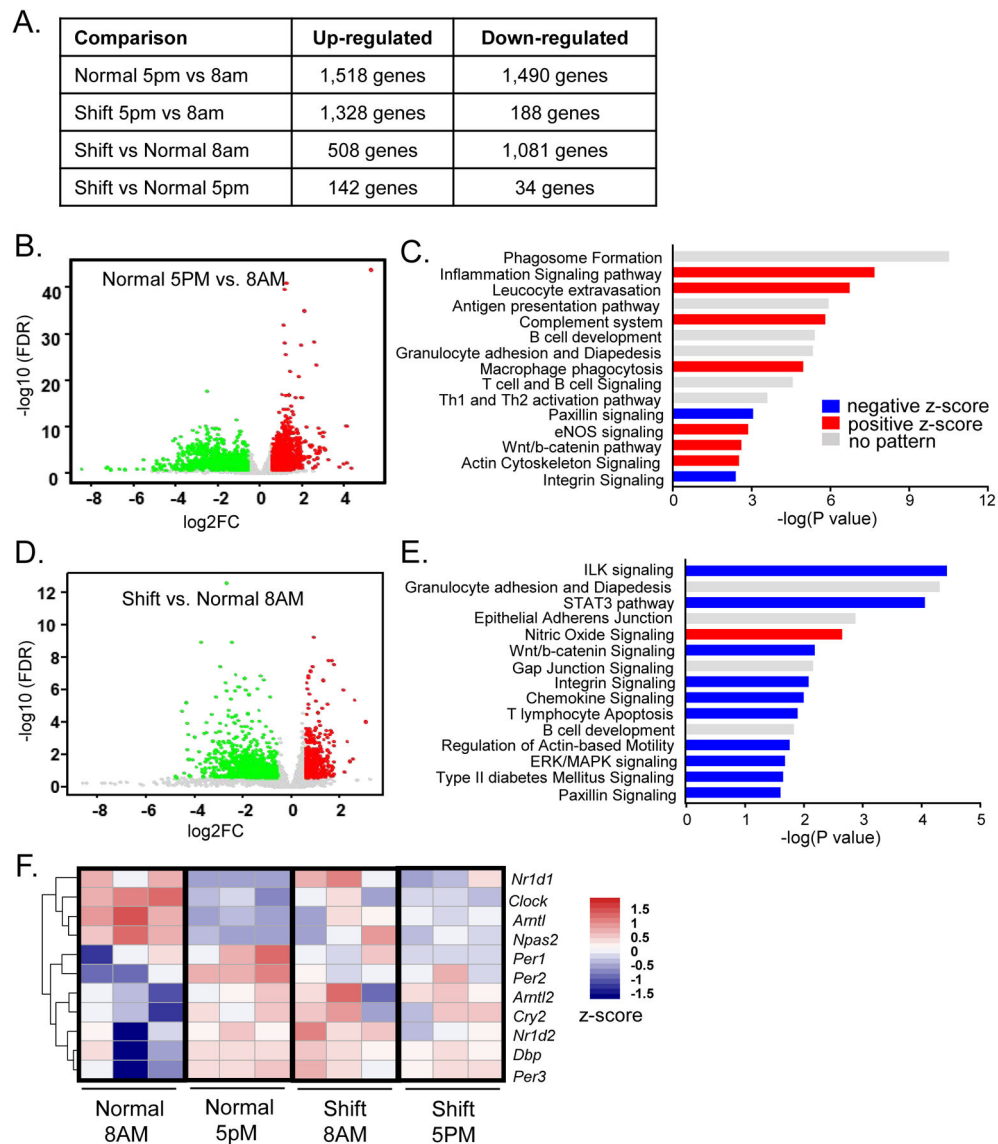 A.
Comparison Up-regulated Down-regulated
Normal 5pm vs 8am 1,518 genes 1,490 genes
Shift 5pm vs 8am 1,328 genes 188 genes
Shift vs Normal 8am 508 genes 1,081 genes
Shift vs Normal 5pm 142 genes 34 genes
B.
Normal 5PM vs. 8AM
-log10 (FDR)
40
30
20
10
0
-8 -6 -4 -2 0 2 4
log2FC
C.
Phagosome Formation
Inflammation Signaling pathway
Leucocyte extravasation
Antigen presentation pathway
Complement system
B cell development
Granulocyte adhesion and Diapedesis
Macrophage phagocytosis
T cell and B cell Signaling
Th1 and Th2 activation pathway
Paxillin signaling
eNOS signaling
Wnt/b-catenin pathway
Actin Cytoskeleton Signaling
Integrin Signaling
negative z-score
positive z-score
no pattern
0 3 6 9 12
-log(P value)
D.
Shift vs. Normal 8AM
-log10 (FDR)
12
10
8
6
4
2
0
-8 -6 -4 -2 0 2
log2FC
E.
ILK signaling
Granulocyte adhesion and Diapedesis
STAT3 pathway
Epithelial Adherens Junction
Nitric Oxide Signaling
Wnt/b-catenin Signaling
Gap Junction Signaling
Integrin Signaling
Chemokine Signaling
T lymphocyte Apoptosis
B cell development
Regulation of Actin-based Motility
ERK/MAPK signaling
Type II diabetes Mellitus Signaling
Paxillin Signaling
0 1 2 3 4 5
-log(P value)
F.
Nr1d1
Clock
Arntl
Npas2
Per1
Per2
Arntl2
Cry2
Nr1d2
Dbp
Per3
1.5
1
0.5
0
-0.5
-1
-1.5
z-score
Normal 8AM
Normal 5pM
Shift 8AM
Shift 5PM